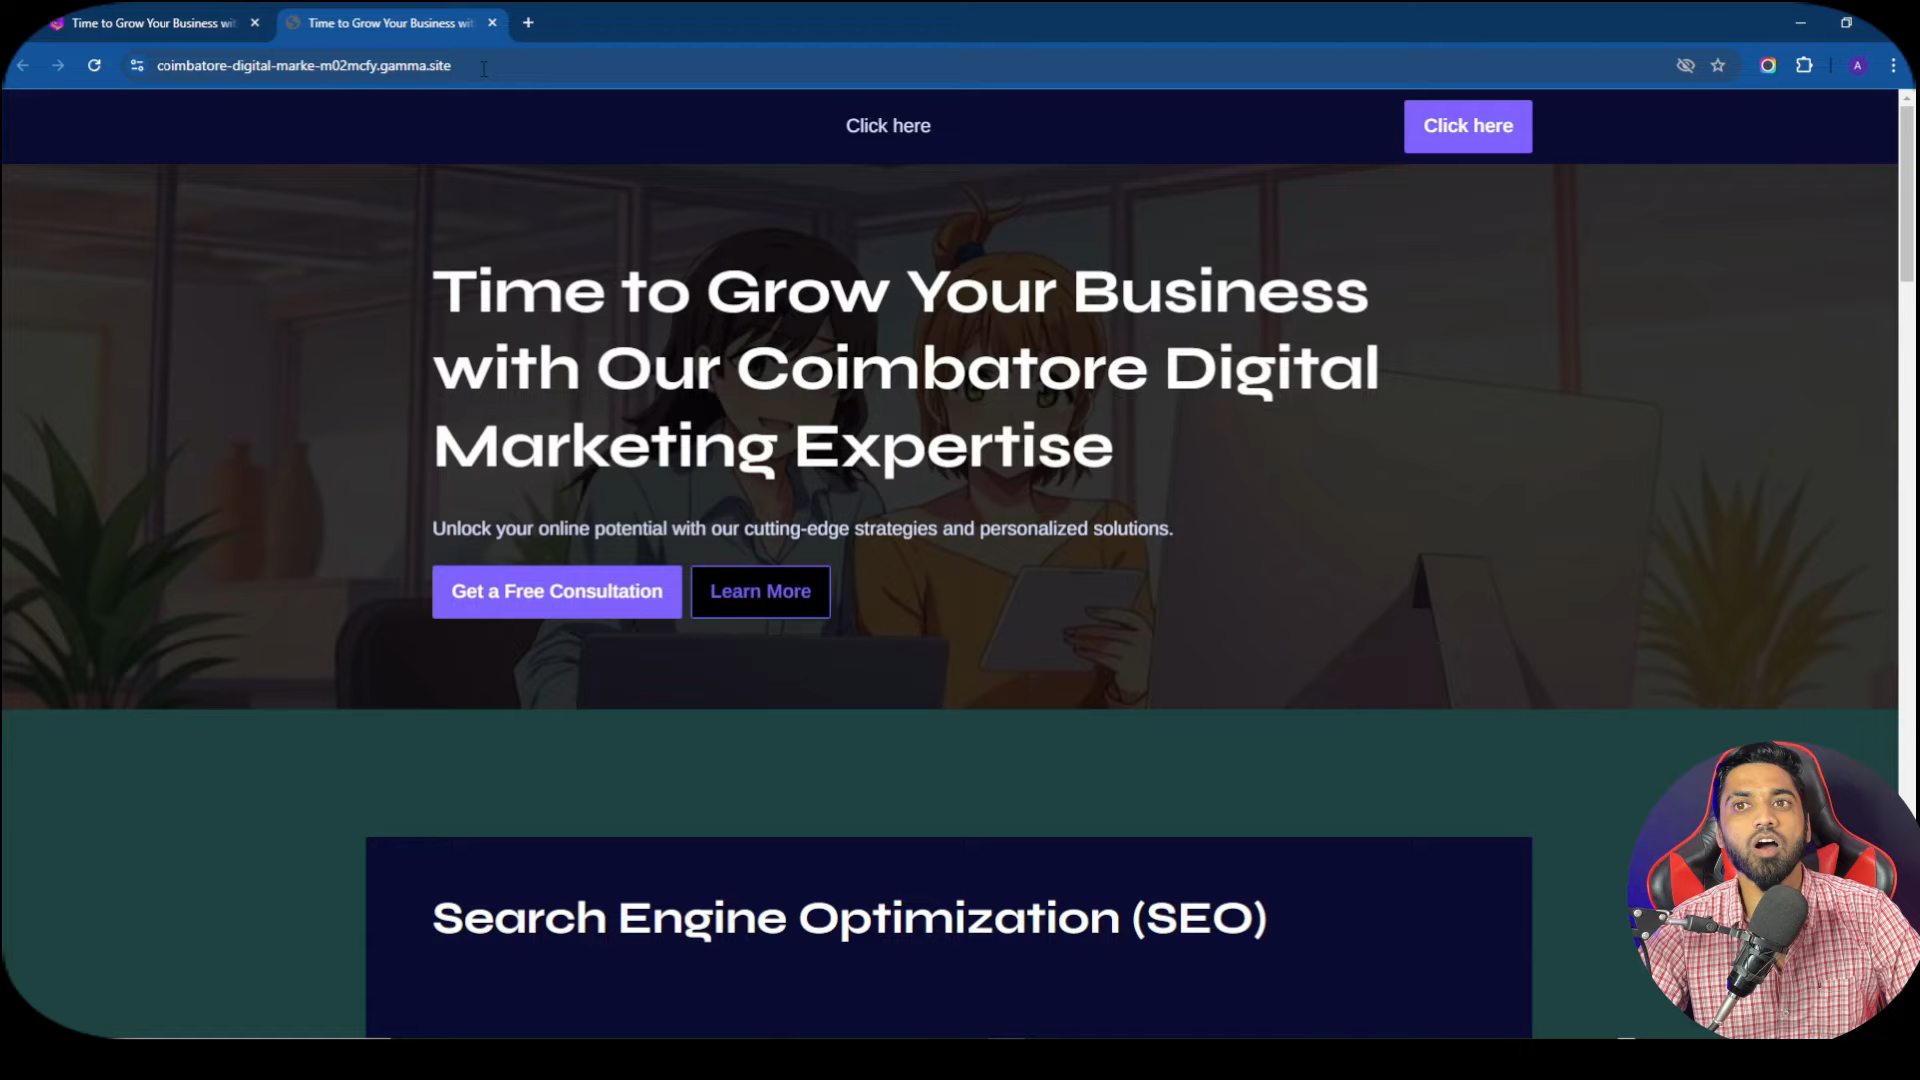 Time to Grow Your Business wit
Time to Grow Your Business wit
coimbatore-digital-marke-m02mcfy.gamma.site
A
Click here
Click here
Time to Grow Your Business
with Our Coimbatore Digital
Marketing Expertise
Unlock your online potential with our cutting-edge strategies and personalized solutions.
Get a Free Consultation
Learn More
Search Engine Optimization (SEO)